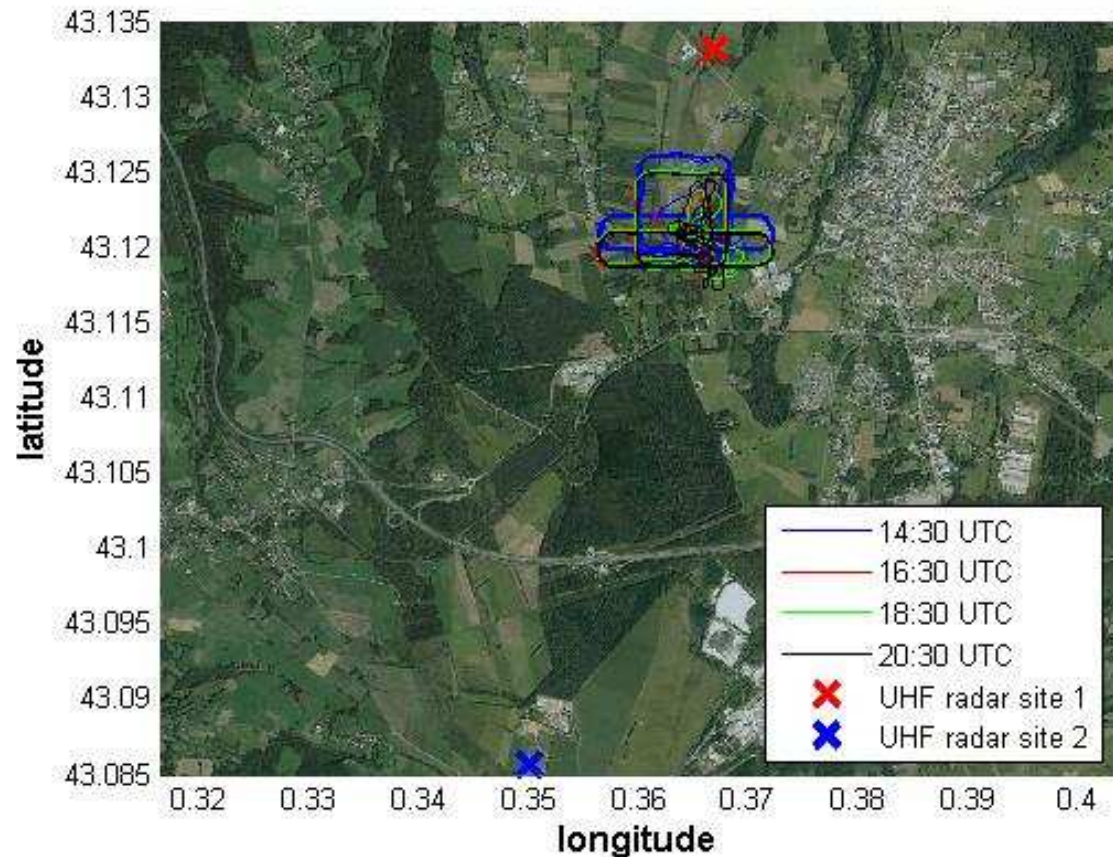 43.135
43.13
43.125
43.12
43.115
43.11
43.105
43.1
43.095
43.09
43.085
latitude
0.32 0.33 0.34 0.35 0.36 0.37 0.38 0.39 0.4
longitude
14:30 UTC
16:30 UTC
18:30 UTC
20:30 UTC
UHF radar site 1
UHF radar site 2